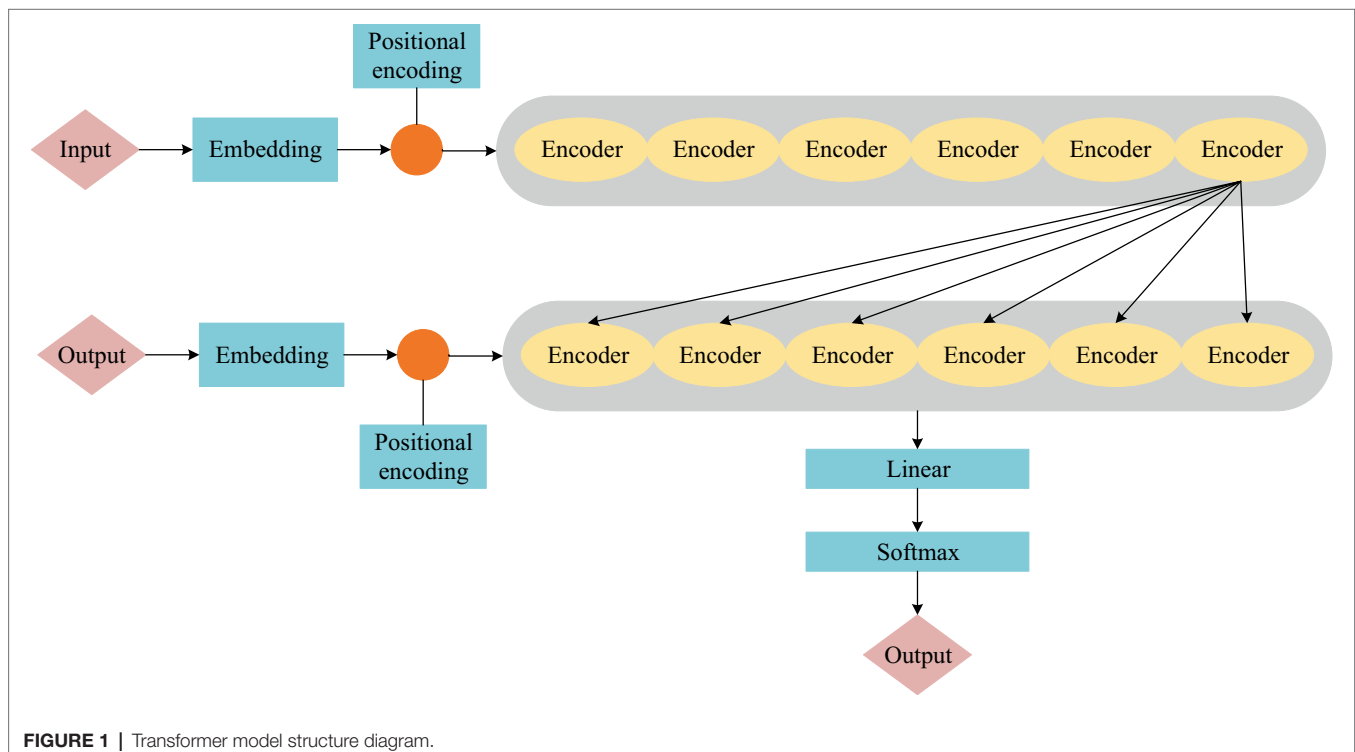 Positional
encoding
Input
Embedding
Encoder
Encoder
Encoder
Encoder
Encoder
Encoder
Output
Embedding
Encoder
Encoder
Encoder
Encoder
Encoder
Encoder
Positional
encoding
Linear
Softmax
Output
FIGURE 1 | Transformer model structure diagram.